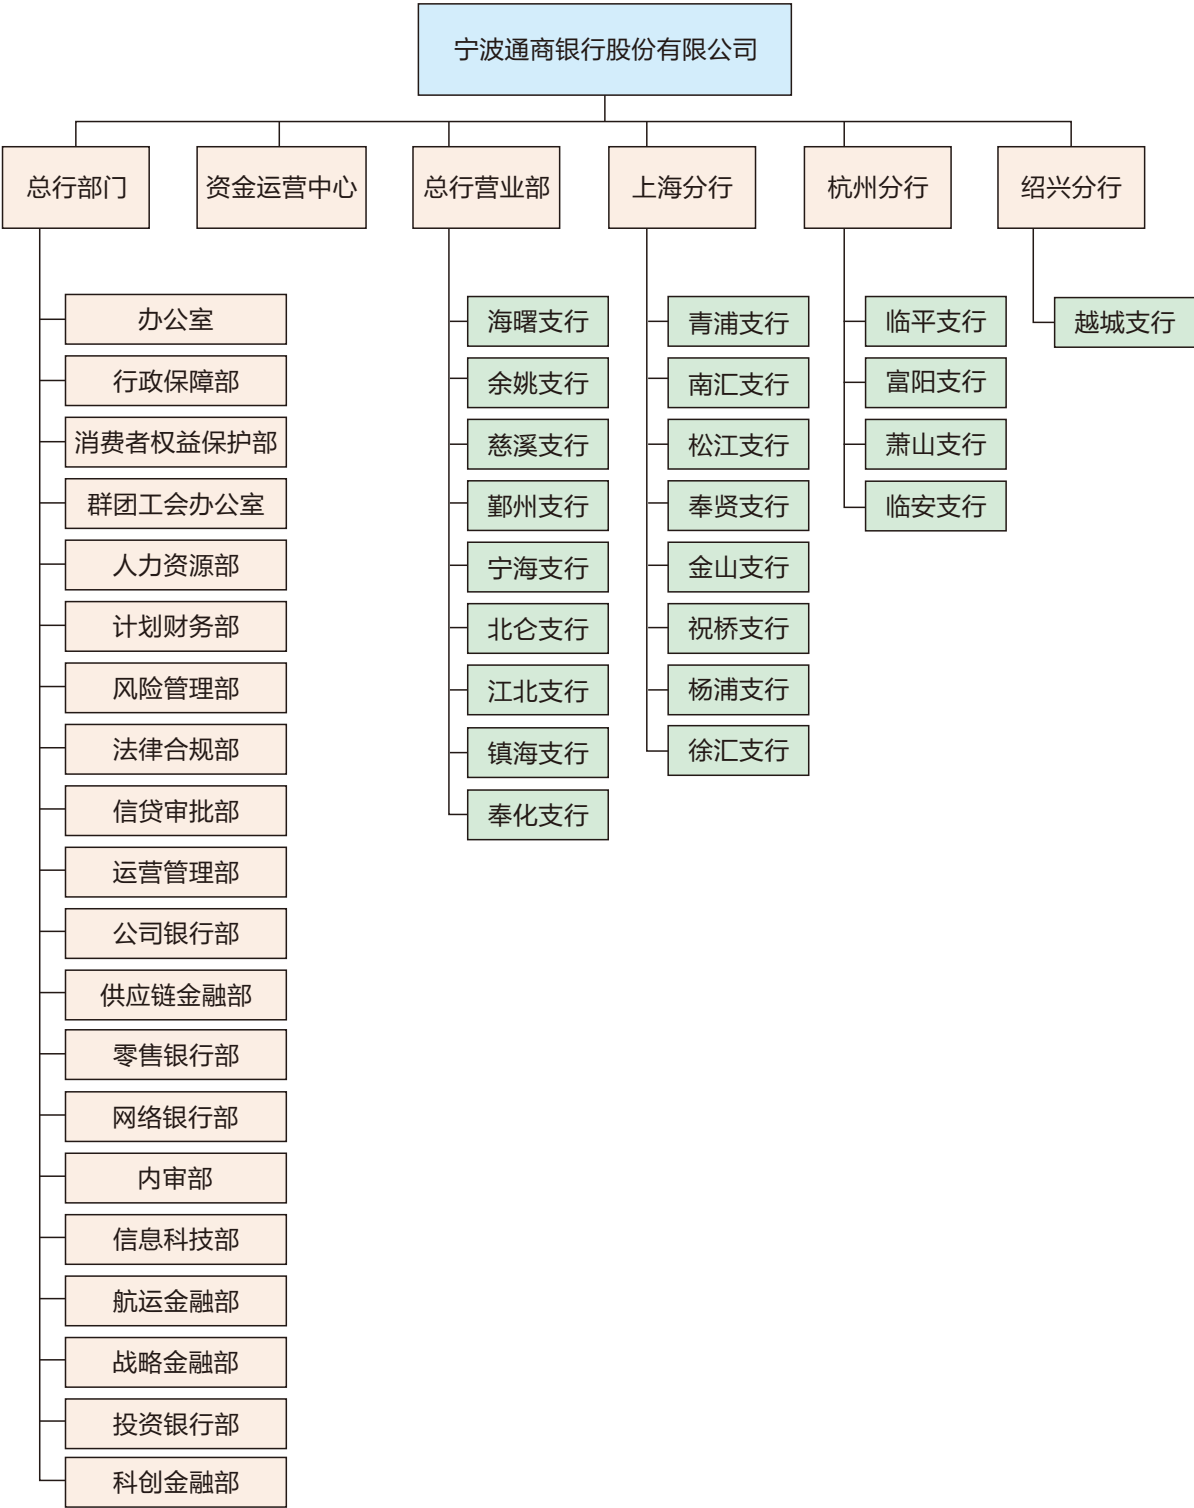 宁波通商银行股份有限公司
总行部门
资金运营中心
总行营业部
上海分行
杭州分行
绍兴分行
办公室
行政保障部
消费者权益保护部
群团工会办公室
人力资源部
计划财务部
风险管理部
法律合规部
信贷审批部
运营管理部
公司银行部
供应链金融部
零售银行部
网络银行部
内审部
信息科技部
航运金融部
战略金融部
投资银行部
科创金融部
海曙支行
余姚支行
慈溪支行
鄞州支行
宁海支行
北仑支行
江北支行
镇海支行
奉化支行
青浦支行
南汇支行
松江支行
奉贤支行
金山支行
祝桥支行
杨浦支行
徐汇支行
临平支行
富阳支行
萧山支行
临安支行
越城支行